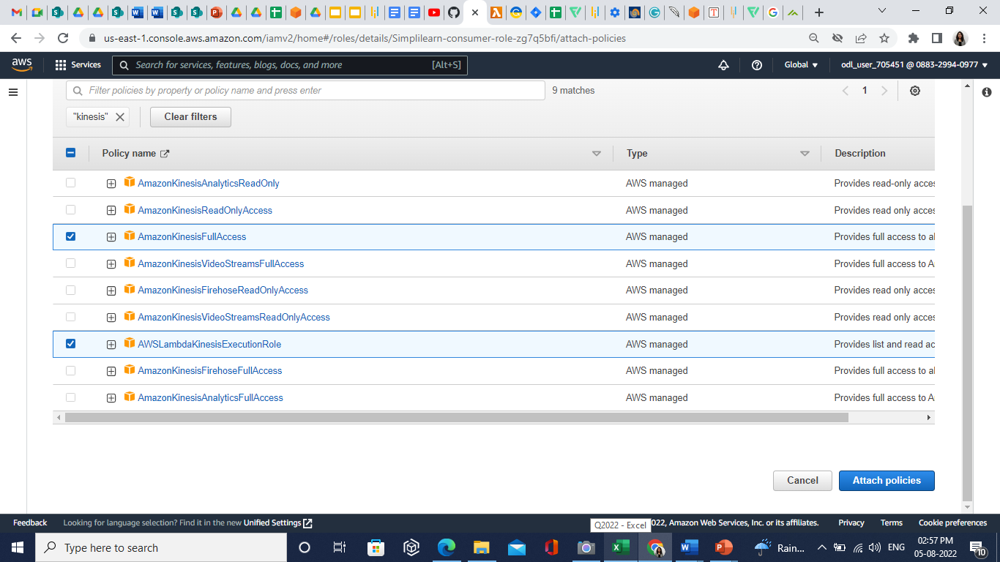 us-east-1.console.aws.amazon.com/iamv2/home#/roles/details/Simplilearn-consumer-role-zg7q5bfi/attach-policies
aws Services Search for services, features, blogs, docs, and more [Alt+S] Global odl_user_705451 @ 0883-2994-0977
Filter policies by property or policy name and press enter 9 matches 1
"kinesis" Clear filters
Policy name Type Description
AmazonKinesisAnalyticsReadOnly AWS managed Provides read-only acces
AmazonKinesisReadOnlyAccess AWS managed Provides read only acces
AmazonKinesisFullAccess AWS managed Provides full access to al
AmazonKinesisVideoStreamsFullAccess AWS managed Provides full access to A
AmazonKinesisFirehoseReadOnlyAccess AWS managed Provides read only acces
AmazonKinesisVideoStreamsReadOnlyAccess AWS managed Provides read only acces
AWSLambdaKinesisExecutionRole AWS managed Provides list and read ac
AmazonKinesisFirehoseFullAccess AWS managed Provides full access to al
AmazonKinesisAnalyticsFullAccess AWS managed Provides full access to A
Cancel Attach policies
Feedback Looking for language selection? Find it in the new Unified Settings Q2022 - Excel 022, Amazon Web Services, Inc. or its affiliates. Privacy Terms Cookie preferences
Type here to search Rain... ENG 02:57 PM
05-08-2022 10